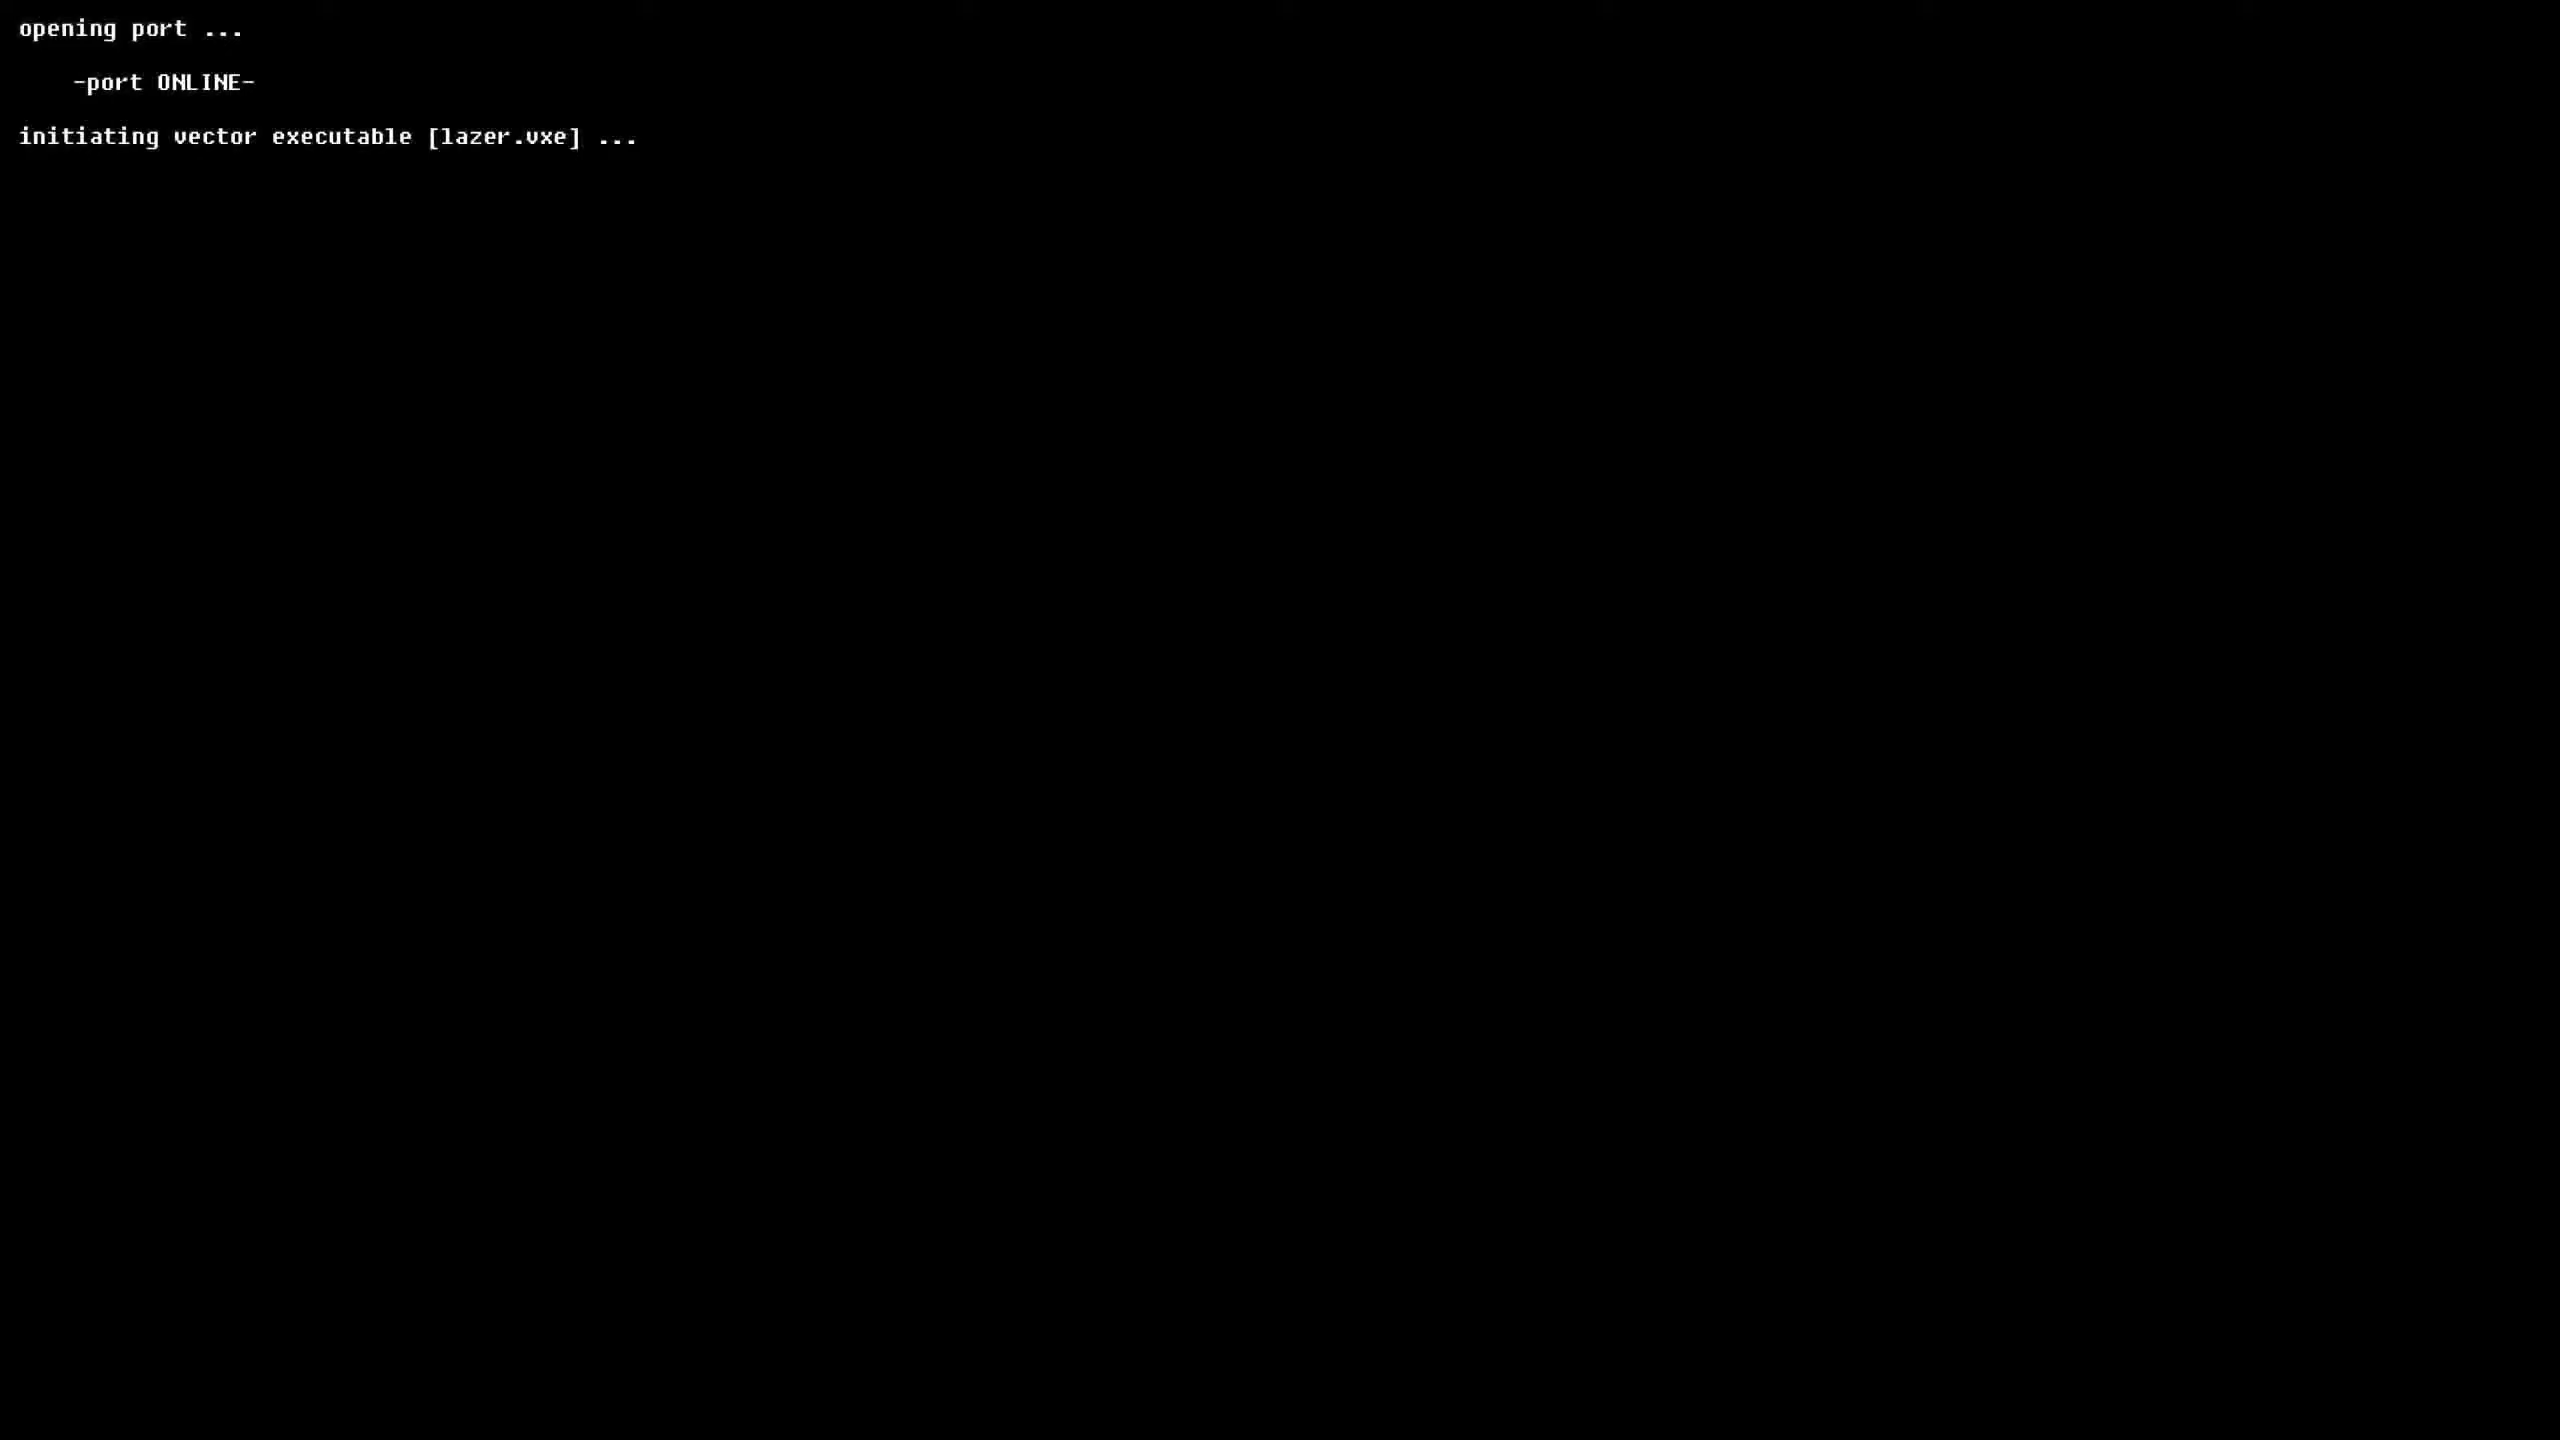 opening port ...
-port ONLINE-
initiating vector executable [lazer.vxe] ...